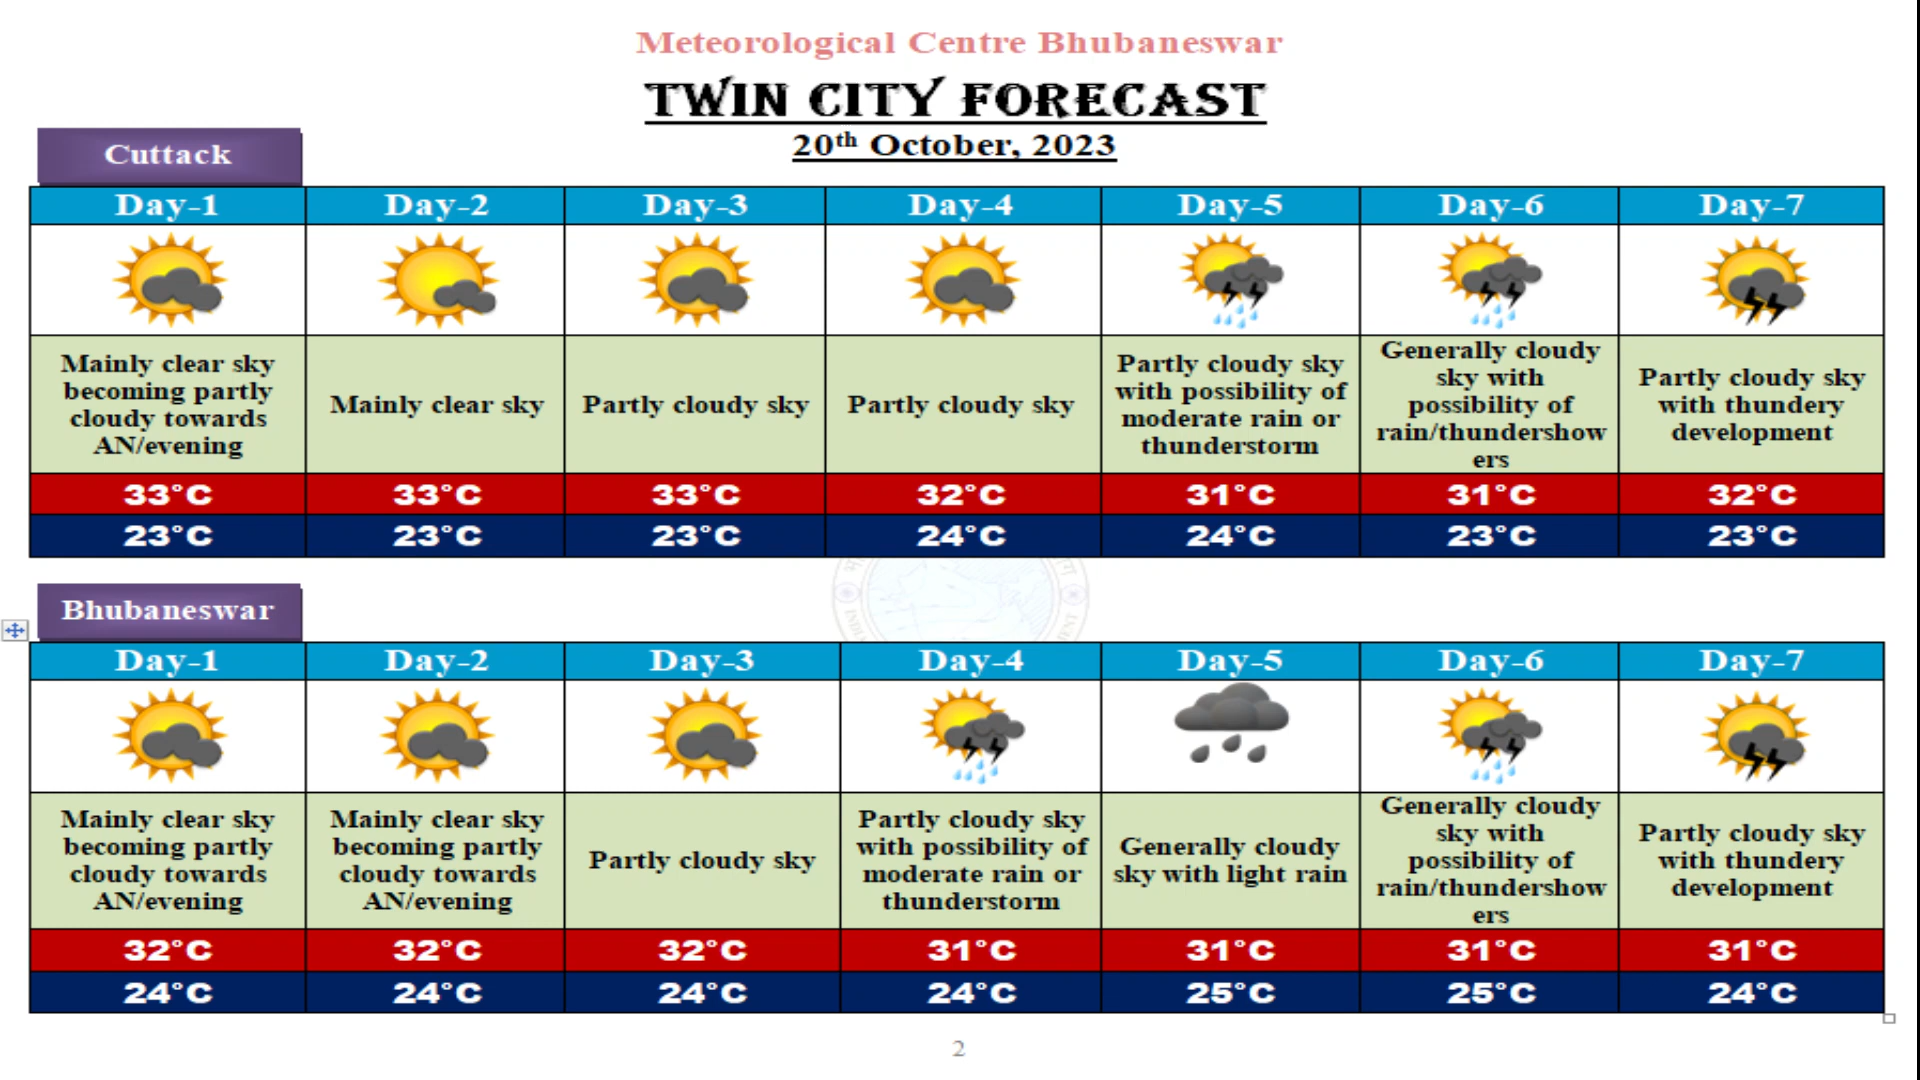 Meteorological Centre Bhubaneswar
TWIN CITY FORECAST
20th October, 2023
Cuttack
Day-1 Day-2 Day-3 Day-4 Day-5 Day-6 Day-7
Mainly clear sky
becoming partly
cloudy towards
AN/evening
Mainly clear sky
Partly cloudy sky
Partly cloudy sky
Partly cloudy sky
with possibility of
moderate rain or
thunderstorm
Generally cloudy
sky with
possibility of
rain/thundershow
ers
Partly cloudy sky
with thundery
development
33°C 33°C 33°C 32°C 31°C 31°C 32°C
23°C 23°C 23°C 24°C 24°C 23°C 23°C
Bhubaneswar
Day-1 Day-2 Day-3 Day-4 Day-5 Day-6 Day-7
Mainly clear sky
becoming partly
cloudy towards
AN/evening
Mainly clear sky
becoming partly
cloudy towards
AN/evening
Partly cloudy sky
Partly cloudy sky
with possibility of
moderate rain or
thunderstorm
Generally cloudy
sky with light rain
Generally cloudy
sky with
possibility of
rain/thundershow
ers
Partly cloudy sky
with thundery
development
32°C 32°C 32°C 31°C 31°C 31°C 31°C
24°C 24°C 24°C 24°C 25°C 25°C 24°C
2